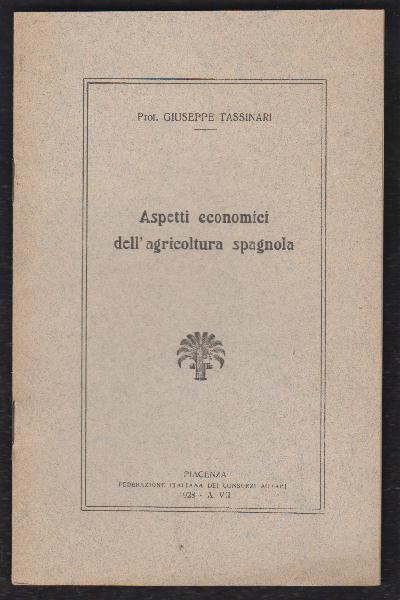 Prof. GIUSEPPE TASSINARI
Aspetti economici
dell'agricoltura spagnola
PIACENZA
FEDERAZIONE ITALIANA DEI CONSORZI AGRARI
1928 - A. VII